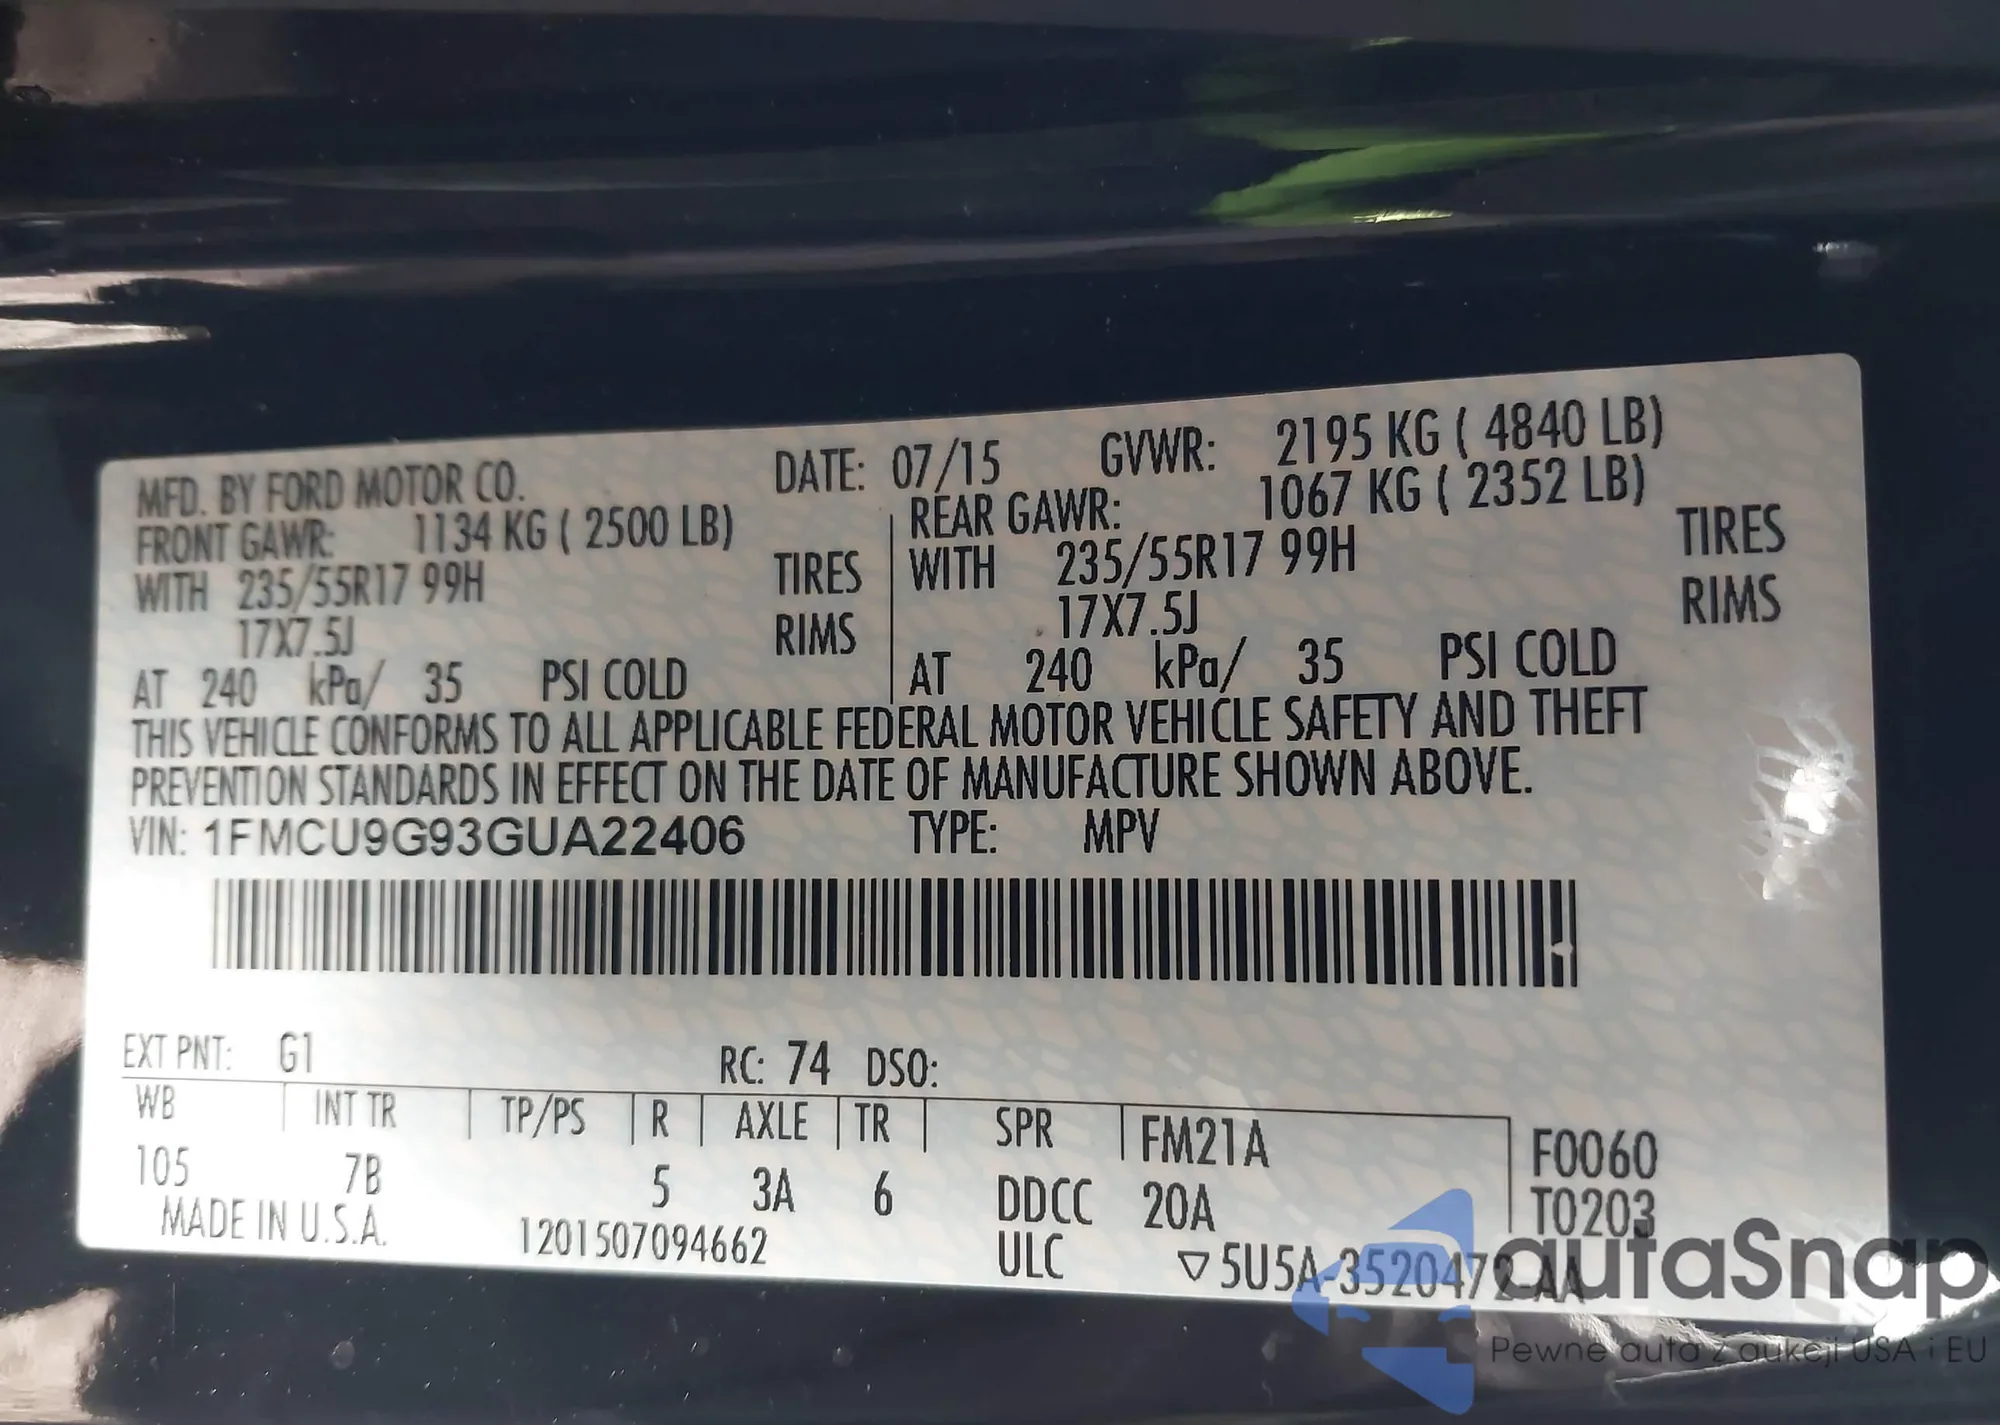 MFD. BY FORD MOTOR CO. DATE: 07/15 GVWR: 2195 KG ( 4840 LB)
FRONT GAWR: 1134 KG ( 2500 LB) REAR GAWR: 1067 KG ( 2352 LB)
WITH 235/55R17 99H TIRES WITH 235/55R17 99H TIRES
17X7.5J RIMS 17X7.5J RIMS
AT 240 kPa/ 35 PSI COLD AT 240 kPa/ 35 PSI COLD
THIS VEHICLE CONFORMS TO ALL APPLICABLE FEDERAL MOTOR VEHICLE SAFETY AND THEFT
PREVENTION STANDARDS IN EFFECT ON THE DATE OF MANUFACTURE SHOWN ABOVE.
VIN: 1FMCU9G93GUA22406 TYPE: MPV
EXT PNT: G1 RC: 74 DSO:
WB INT TR TP/PS R AXLE TR SPR FM21A F0060
105 7B 5 3A 6 DDCC 20A T0203
MADE IN U.S.A. 1201507094662 ULC ▽5U5A-3520472-AA
autaSnap
Pewne auta z aukcji USA i EU